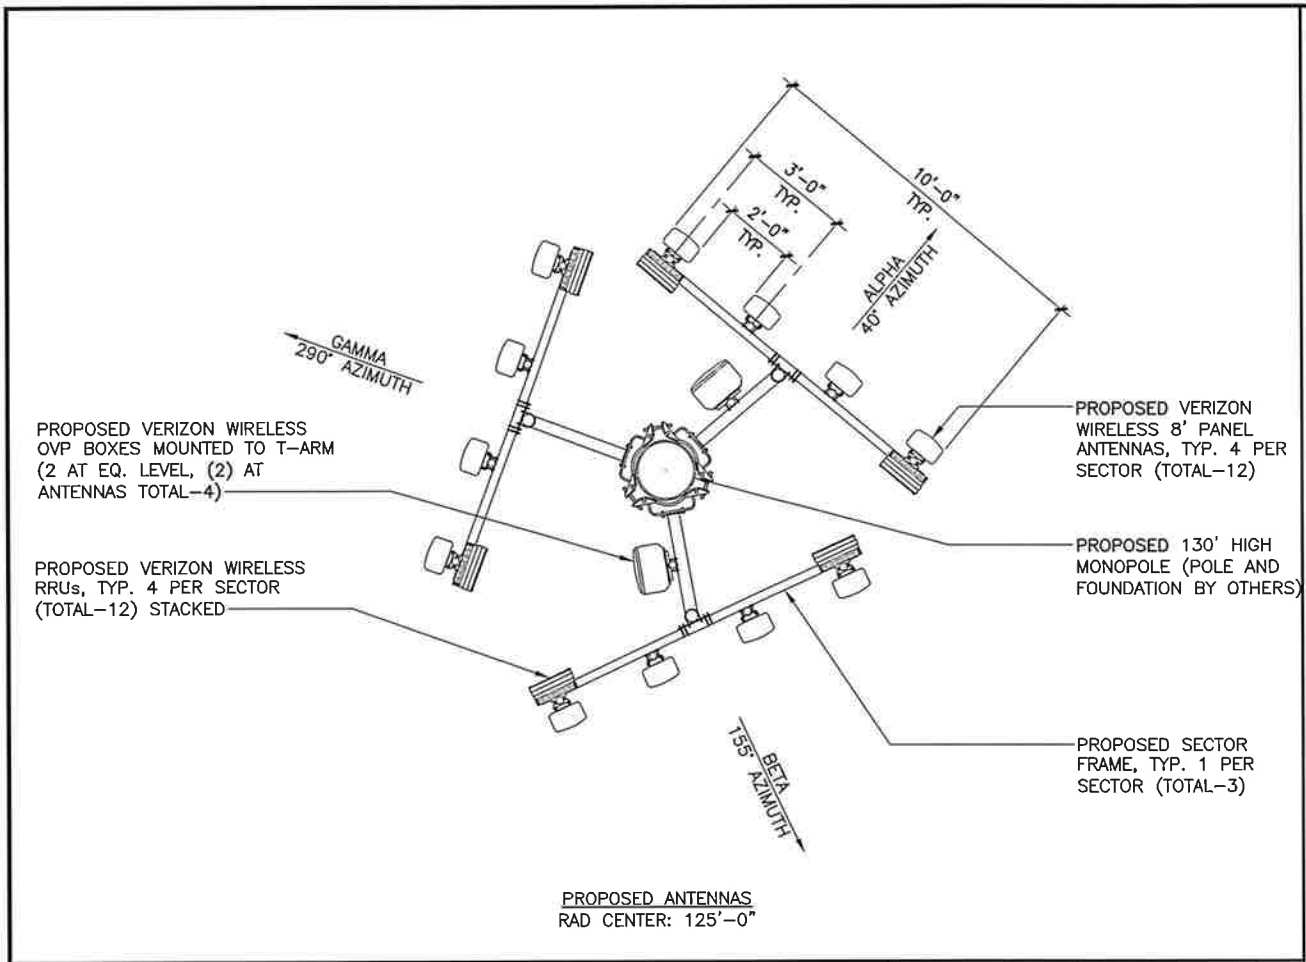 3'-0"
TYP.
2'-0"
TYP.
10'-0"
TYP.
ALPHA
40° AZIMUTH
GAMMA
290° AZIMUTH
PROPOSED VERIZON WIRELESS
OVP BOXES MOUNTED TO T-ARM
(2 AT EQ. LEVEL, (2) AT
ANTENNAS TOTAL-4)
PROPOSED VERIZON WIRELESS
RRUs, TYP. 4 PER SECTOR
(TOTAL-12) STACKED
PROPOSED VERIZON
WIRELESS 8' PANEL
ANTENNAS, TYP. 4 PER
SECTOR (TOTAL-12)
PROPOSED 130' HIGH
MONOPOLE (POLE AND
FOUNDATION BY OTHERS)
PROPOSED SECTOR
FRAME, TYP. 1 PER
SECTOR (TOTAL-3)
BETA
155° AZIMUTH
PROPOSED ANTENNAS
RAD CENTER: 125'-0"